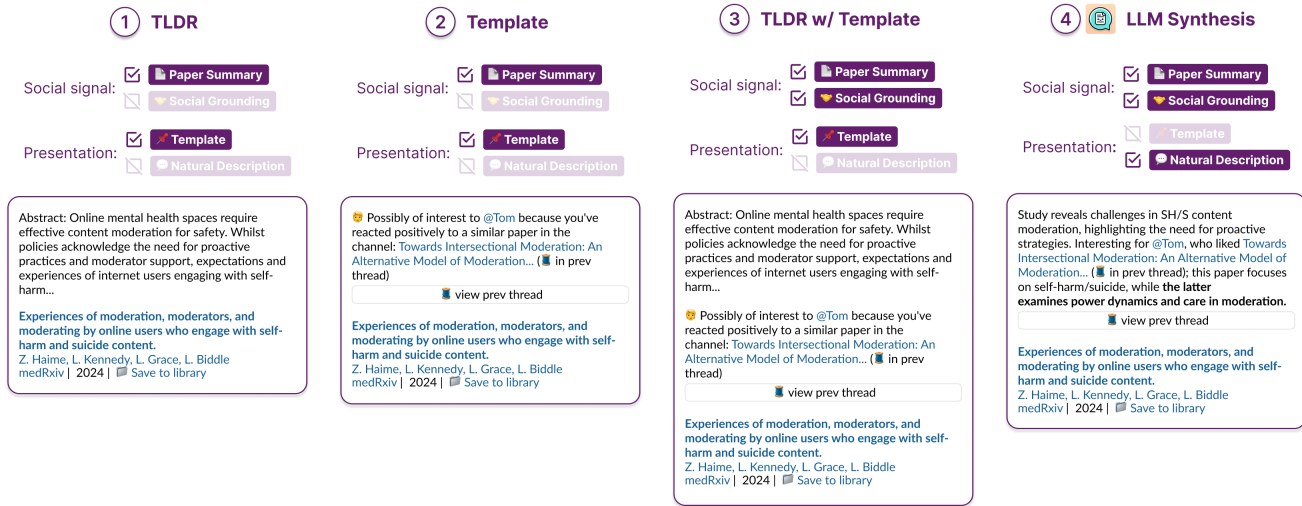 1 TLDR
Social signal:
Paper Summary
Social Grounding
Presentation:
Template
Natural Description
Abstract: Online mental health spaces require
effective content moderation for safety. Whilst
policies acknowledge the need for proactive
practices and moderator support, expectations and
experiences of internet users engaging with self-
harm...
Experiences of moderation, moderators, and
moderating by online users who engage with self-
harm and suicide content.
Z. Haime, L. Kennedy, L. Grace, L. Biddle
medRxiv | 2024 | Save to library
2 Template
Social signal:
Paper Summary
Social Grounding
Presentation:
Template
Natural Description
Possibly of interest to @Tom because you've
reacted positively to a similar paper in the
channel: Towards Intersectional Moderation: An
Alternative Model of Moderation... ( in prev
thread)
view prev thread
Experiences of moderation, moderators, and
moderating by online users who engage with self-
harm and suicide content.
Z. Haime, L. Kennedy, L. Grace, L. Biddle
medRxiv | 2024 | Save to library
3 TLDR w/ Template
Social signal:
Paper Summary
Social Grounding
Presentation:
Template
Natural Description
Abstract: Online mental health spaces require
effective content moderation for safety. Whilst
policies acknowledge the need for proactive
practices and moderator support, expectations and
experiences of internet users engaging with self-
harm...
Possibly of interest to @Tom because you've
reacted positively to a similar paper in the
channel: Towards Intersectional Moderation: An
Alternative Model of Moderation... ( in prev
thread)
view prev thread
Experiences of moderation, moderators, and
moderating by online users who engage with self-
harm and suicide content.
Z. Haime, L. Kennedy, L. Grace, L. Biddle
medRxiv | 2024 | Save to library
4 LLM Synthesis
Social signal:
Paper Summary
Social Grounding
Presentation:
Template
Natural Description
Study reveals challenges in SH/S content
moderation, highlighting the need for proactive
strategies. Interesting for @Tom, who liked Towards
Intersectional Moderation: An Alternative Model of
Moderation... ( in prev thread); this paper focuses
on self-harm/suicide, while the latter
examines power dynamics and care in moderation.
view prev thread
Experiences of moderation, moderators, and
moderating by online users who engage with self-
harm and suicide content.
Z. Haime, L. Kennedy, L. Grace, L. Biddle
medRxiv | 2024 | Save to library